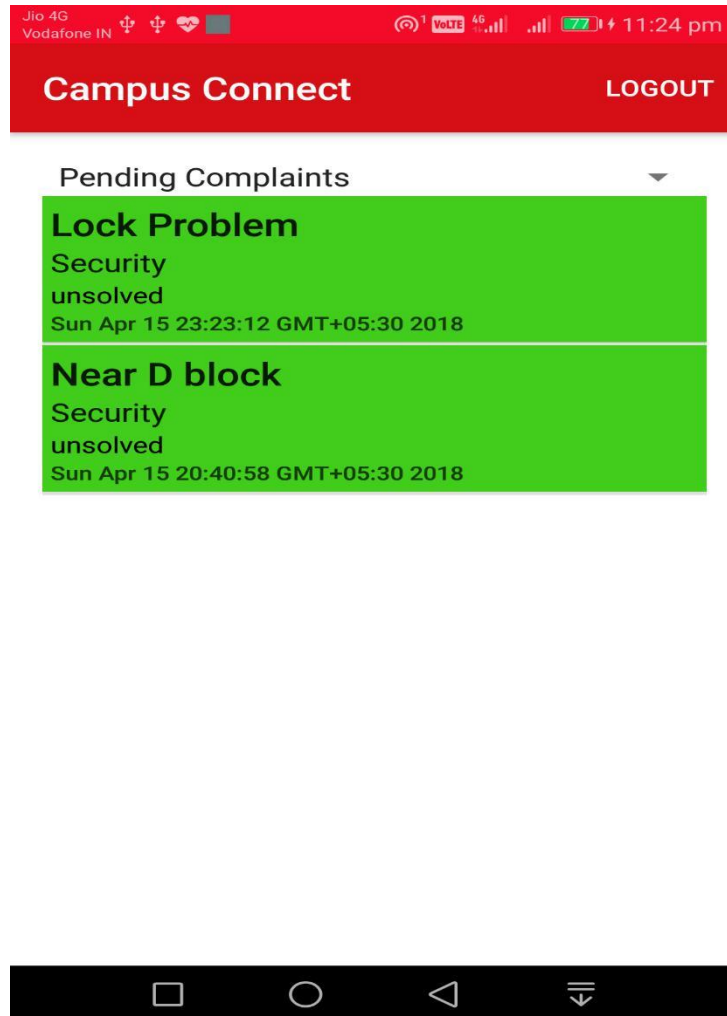 Jio 4G
Vodafone IN
1 VoLTE 4G 77 11:24 pm
Campus Connect
LOGOUT
Pending Complaints
Lock Problem
Security
unsolved
Sun Apr 15 23:23:12 GMT+05:30 2018
Near D block
Security
unsolved
Sun Apr 15 20:40:58 GMT+05:30 2018